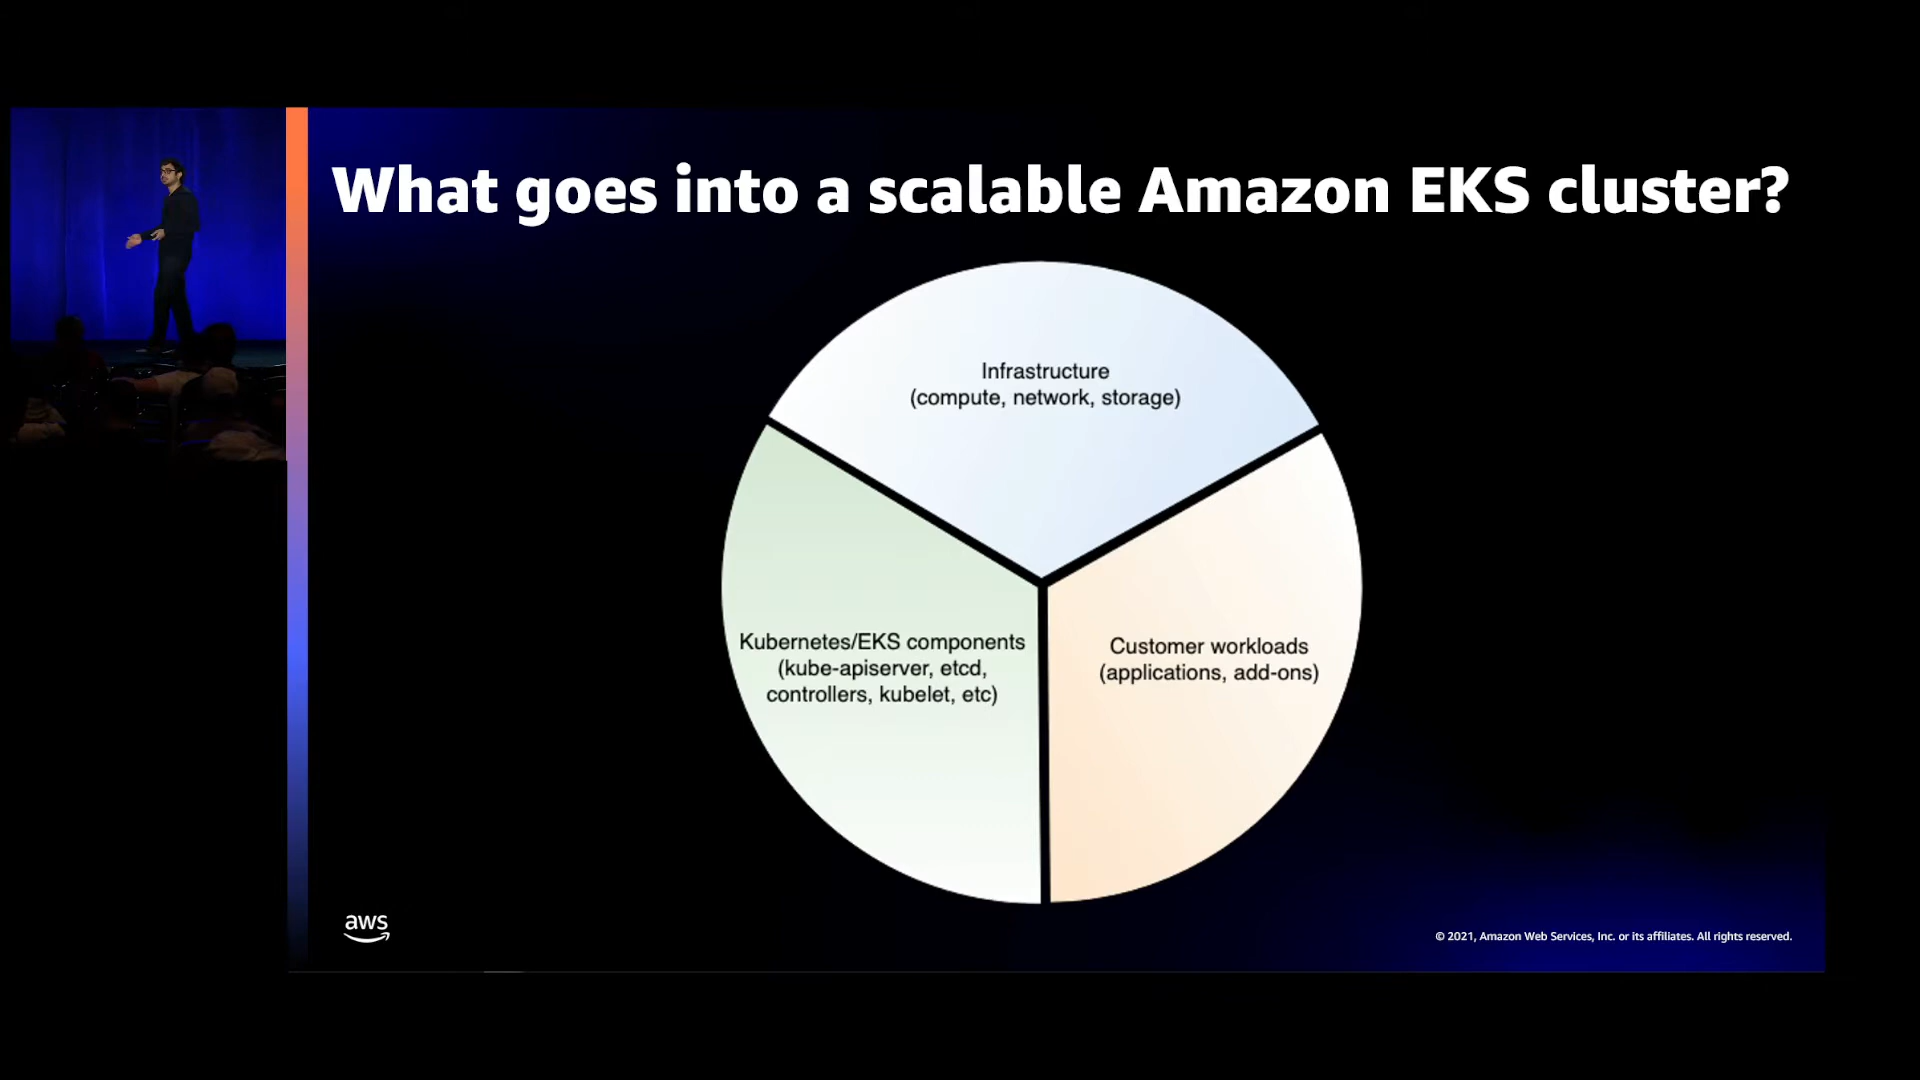 What goes into a scalable Amazon EKS cluster?
Infrastructure
(compute, network, storage)
Kubernetes/EKS components
(kube-apiserver, etcd,
controllers, kubelet, etc)
Customer workloads
(applications, add-ons)
aws
© 2021, Amazon Web Services, Inc. or its affiliates. All rights reserved.